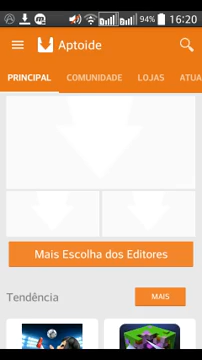 94% 16:20
Aptoide
PRINCIPAL COMUNIDADE LOJAS ATUA
Mais Escolha dos Editores
Tendência
MAIS